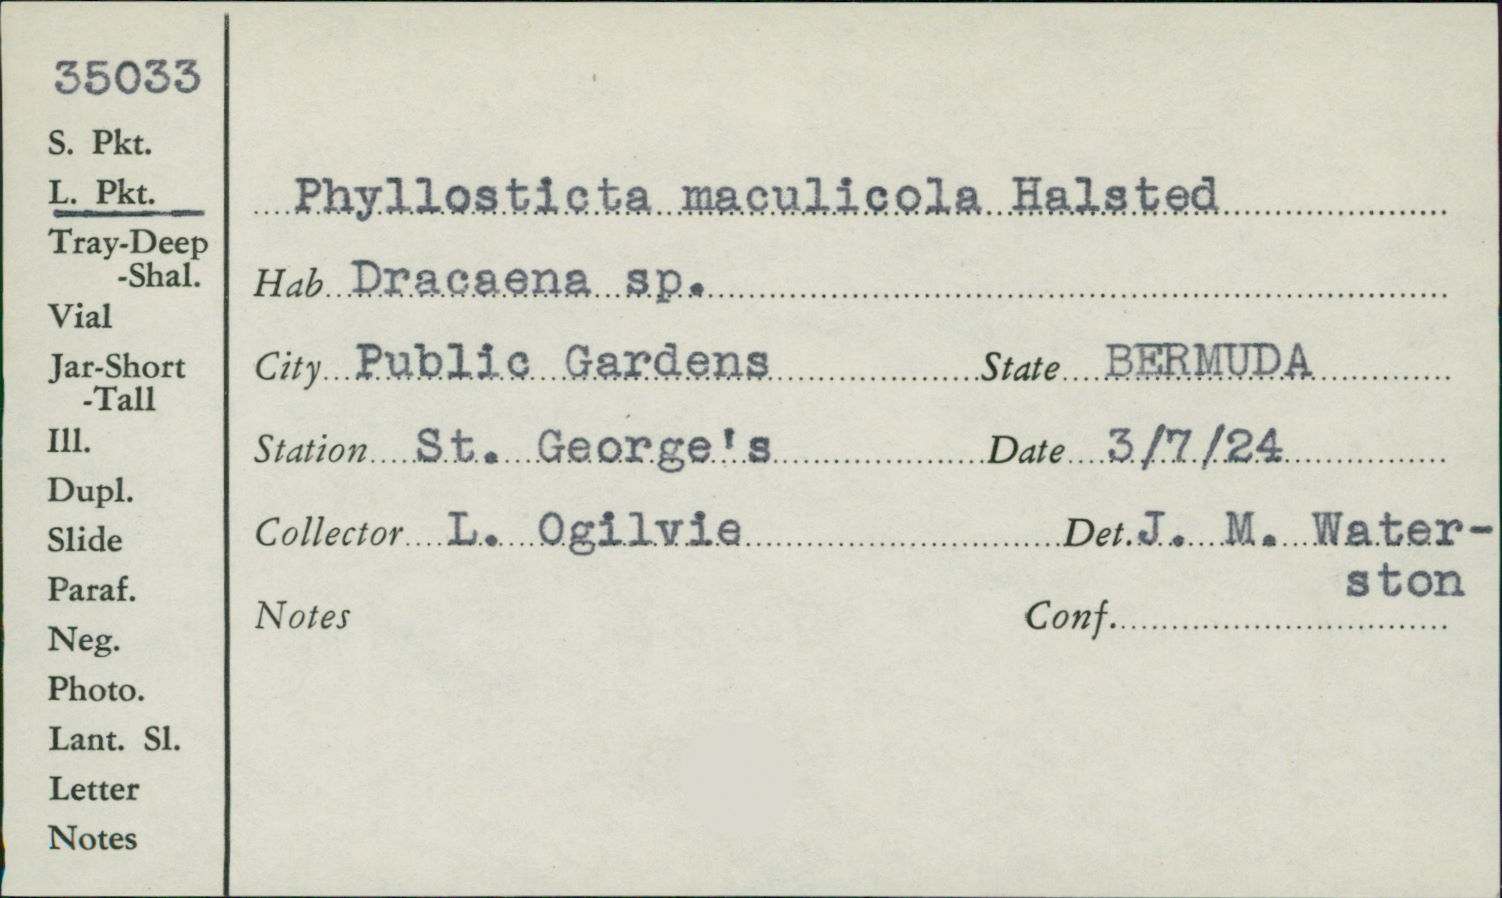 35033
S. Pkt.
L. Pkt.
Tray-Deep
-Shal.
Vial
Jar-Short
-Tall
Ill.
Dupl.
Slide
Paraf.
Neg.
Photo.
Lant. Sl.
Letter
Notes
Phyllosticta maculicola Halsted
Hab Dracaena sp.
City Public Gardens State BERMUDA
Station St. George's Date 3/7/24
Collector L. Ogilvie Det. J. M. Water-
ston
Notes Conf.